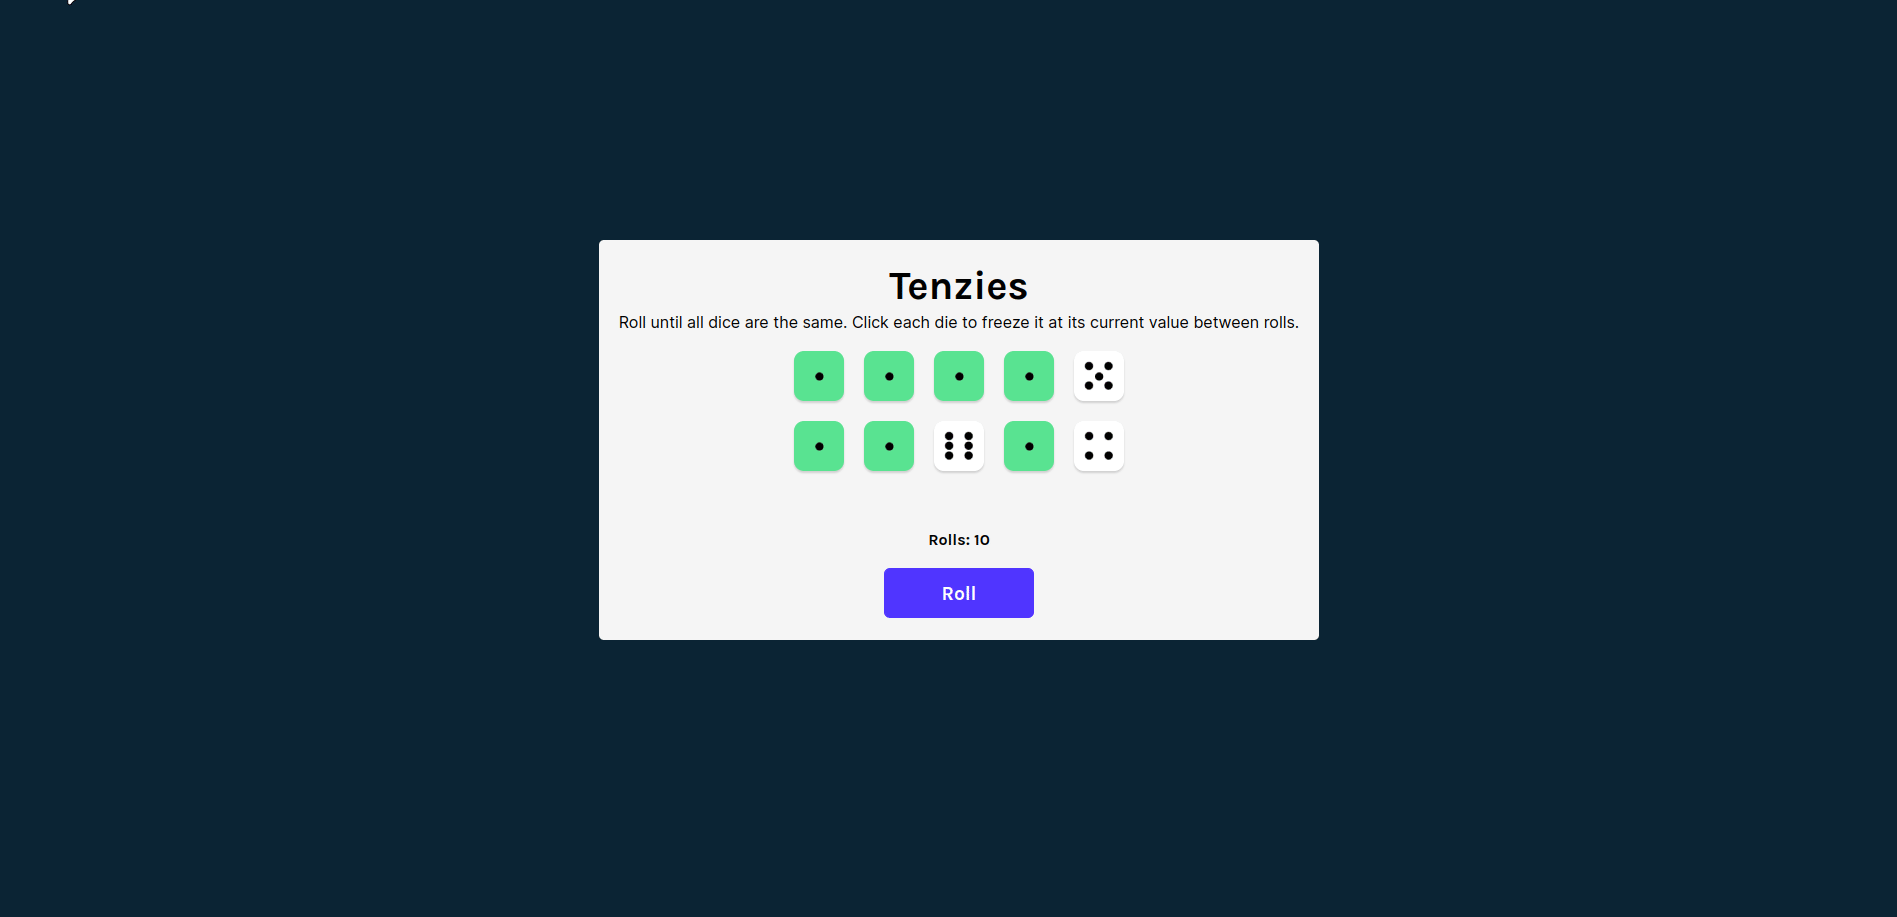 Tenzies
Roll until all dice are the same. Click each die to freeze it at its current value between rolls.
Rolls: 10
Roll